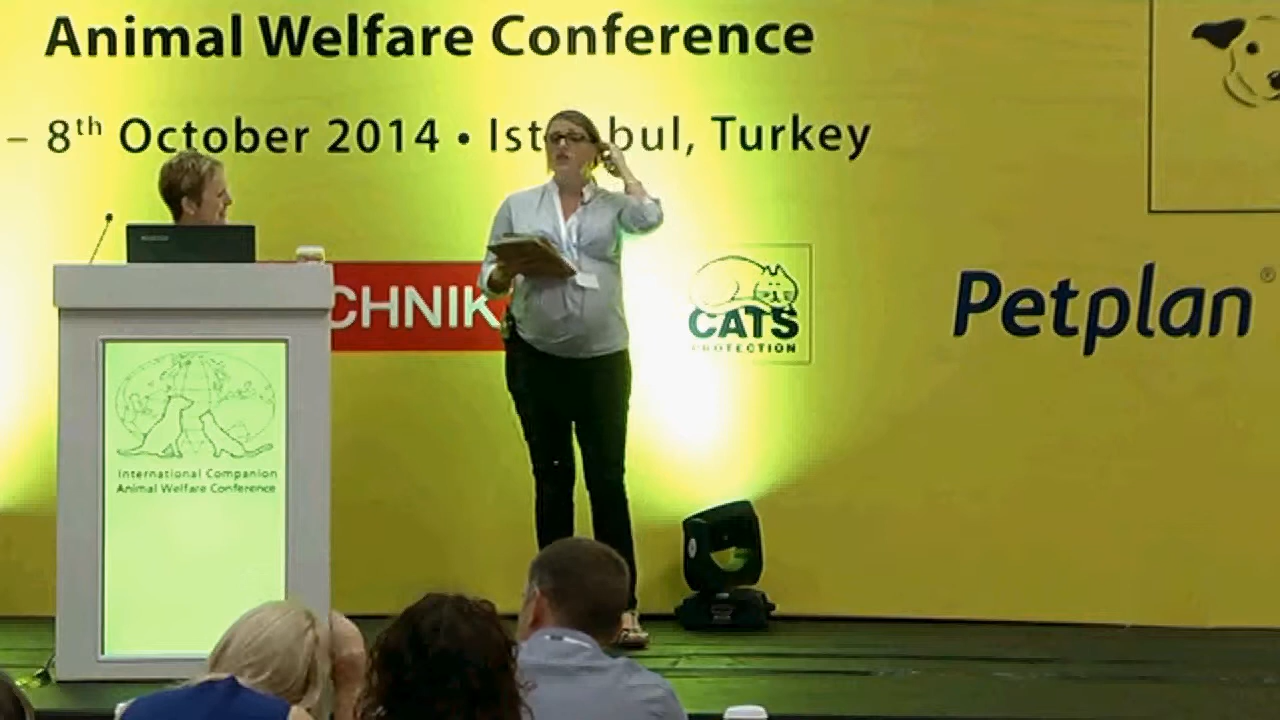 Animal Welfare Conference
– 8th October 2014 • Ist bul, Turkey
CHNIK
CATS
PROTECTION
Petplan®
International Companion
Animal Welfare Conference